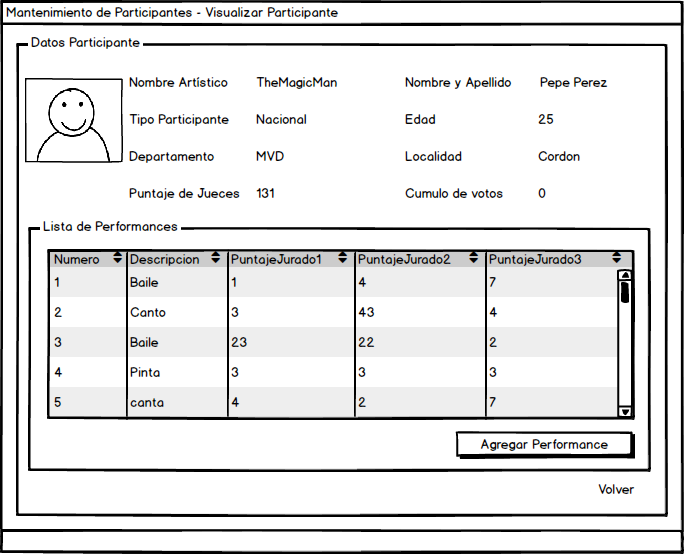 Mantenimiento de Participantes - Visualizar Participante
Datos Participante
Nombre Artístico TheMagicMan Nombre y Apellido Pepe Perez
Tipo Participante Nacional Edad 25
Departamento MVD Localidad Cordon
Puntaje de Jueces 131 Cumulo de votos 0
Lista de Performances
Numero Descripcion PuntajeJurado1 PuntajeJurado2 PuntajeJurado3
1 Baile 1 4 7
2 Canto 3 43 4
3 Baile 23 22 2
4 Pinta 3 3 3
5 canta 4 2 7
Agregar Performance
Volver